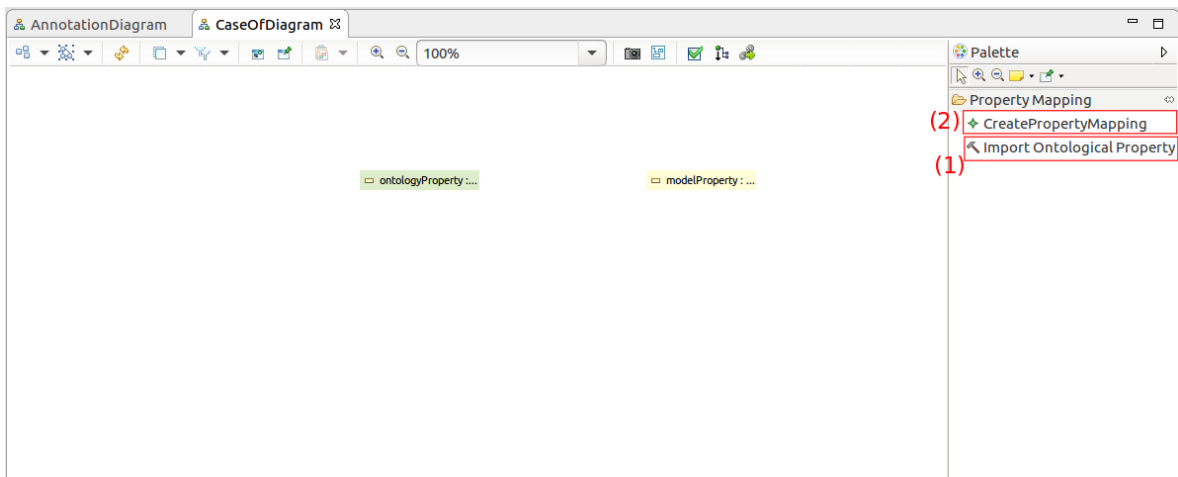 AnnotationDiagram
CaseOfDiagram
100%
Palette
Property Mapping
(2) CreatePropertyMapping
(1) Import Ontological Property
ontologyProperty :...
modelProperty : ...